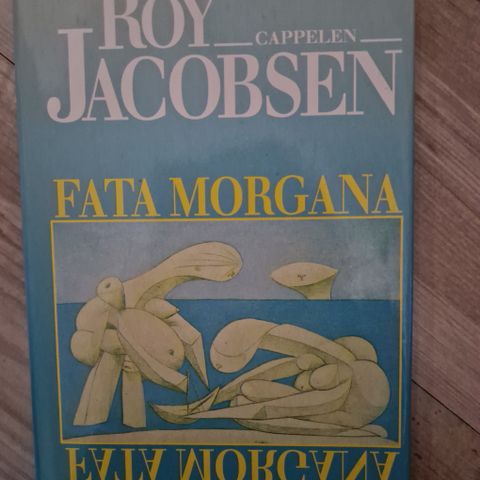 ROY
CAPPELEN
JACOBSEN
FATA MORGANA
FATA MORGANA